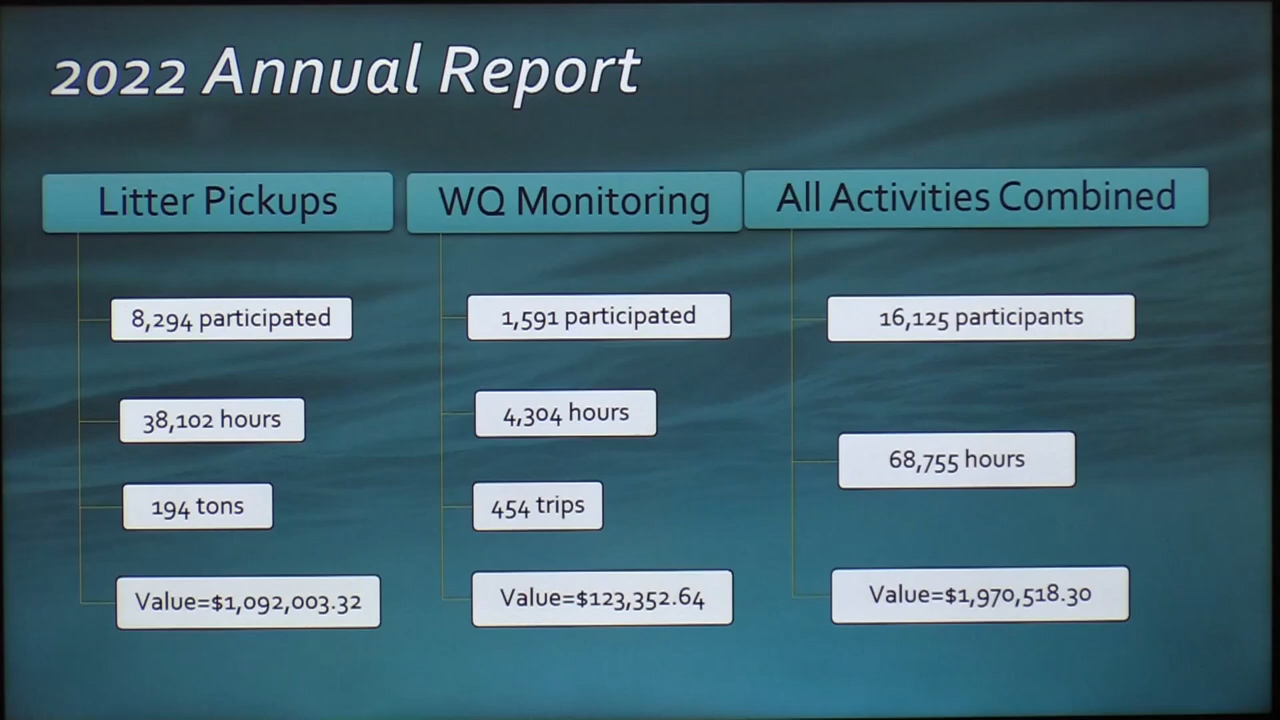 2022 Annual Report
Litter Pickups
8,294 participated
38,102 hours
194 tons
Value=$1,092,003.32
WQ Monitoring
1,591 participated
4,304 hours
454 trips
Value=$123,352.64
All Activities Combined
16,125 participants
68,755 hours
Value=$1,970,518.30